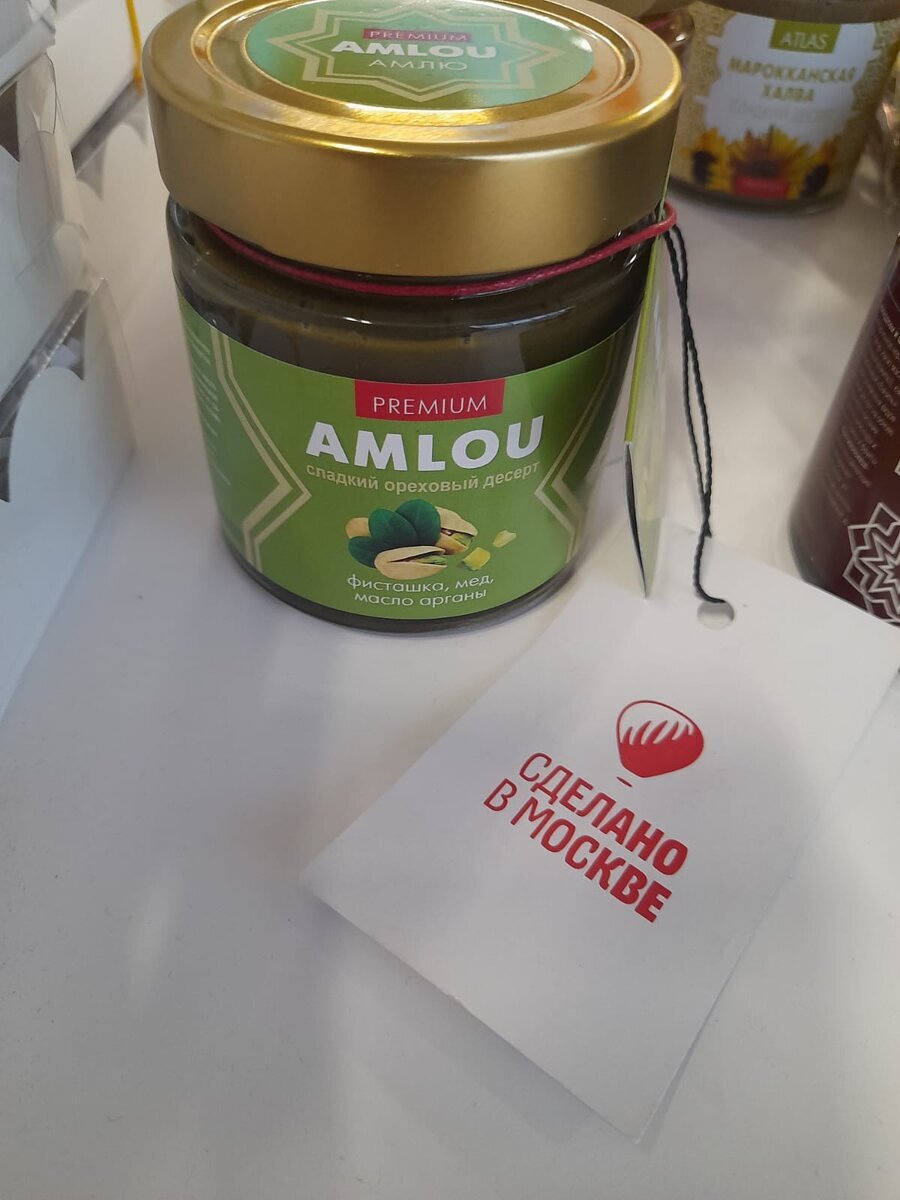 PREMIUM
AMLOU
АМЛЮ
PREMIUM
AMLOU
сладкий ореховый десерт
фисташка, мед,
масло арганы
ATLAS
МАРОККАНСКАЯ
ХАЛВА
СДЕЛАНО
В МОСКВЕ